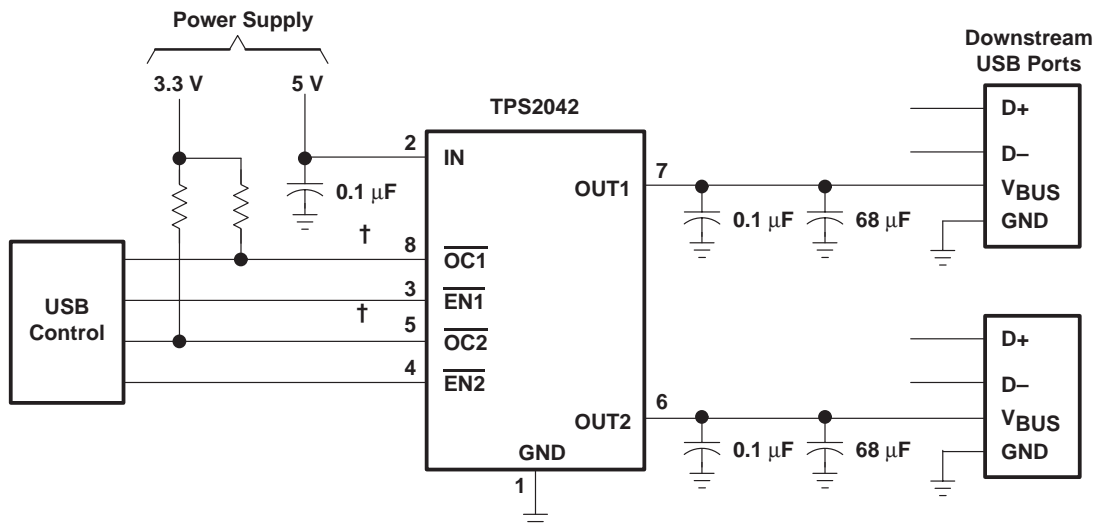 Power Supply
3.3 V
5 V
TPS2042
Downstream
USB Ports
D+
D–
VBUS
GND
2
IN
0.1 μF
7
OUT1
0.1 μF
68 μF
†
8
OC1
3
EN1
†
5
OC2
4
EN2
USB
Control
D+
D–
VBUS
GND
6
OUT2
0.1 μF
68 μF
GND
1